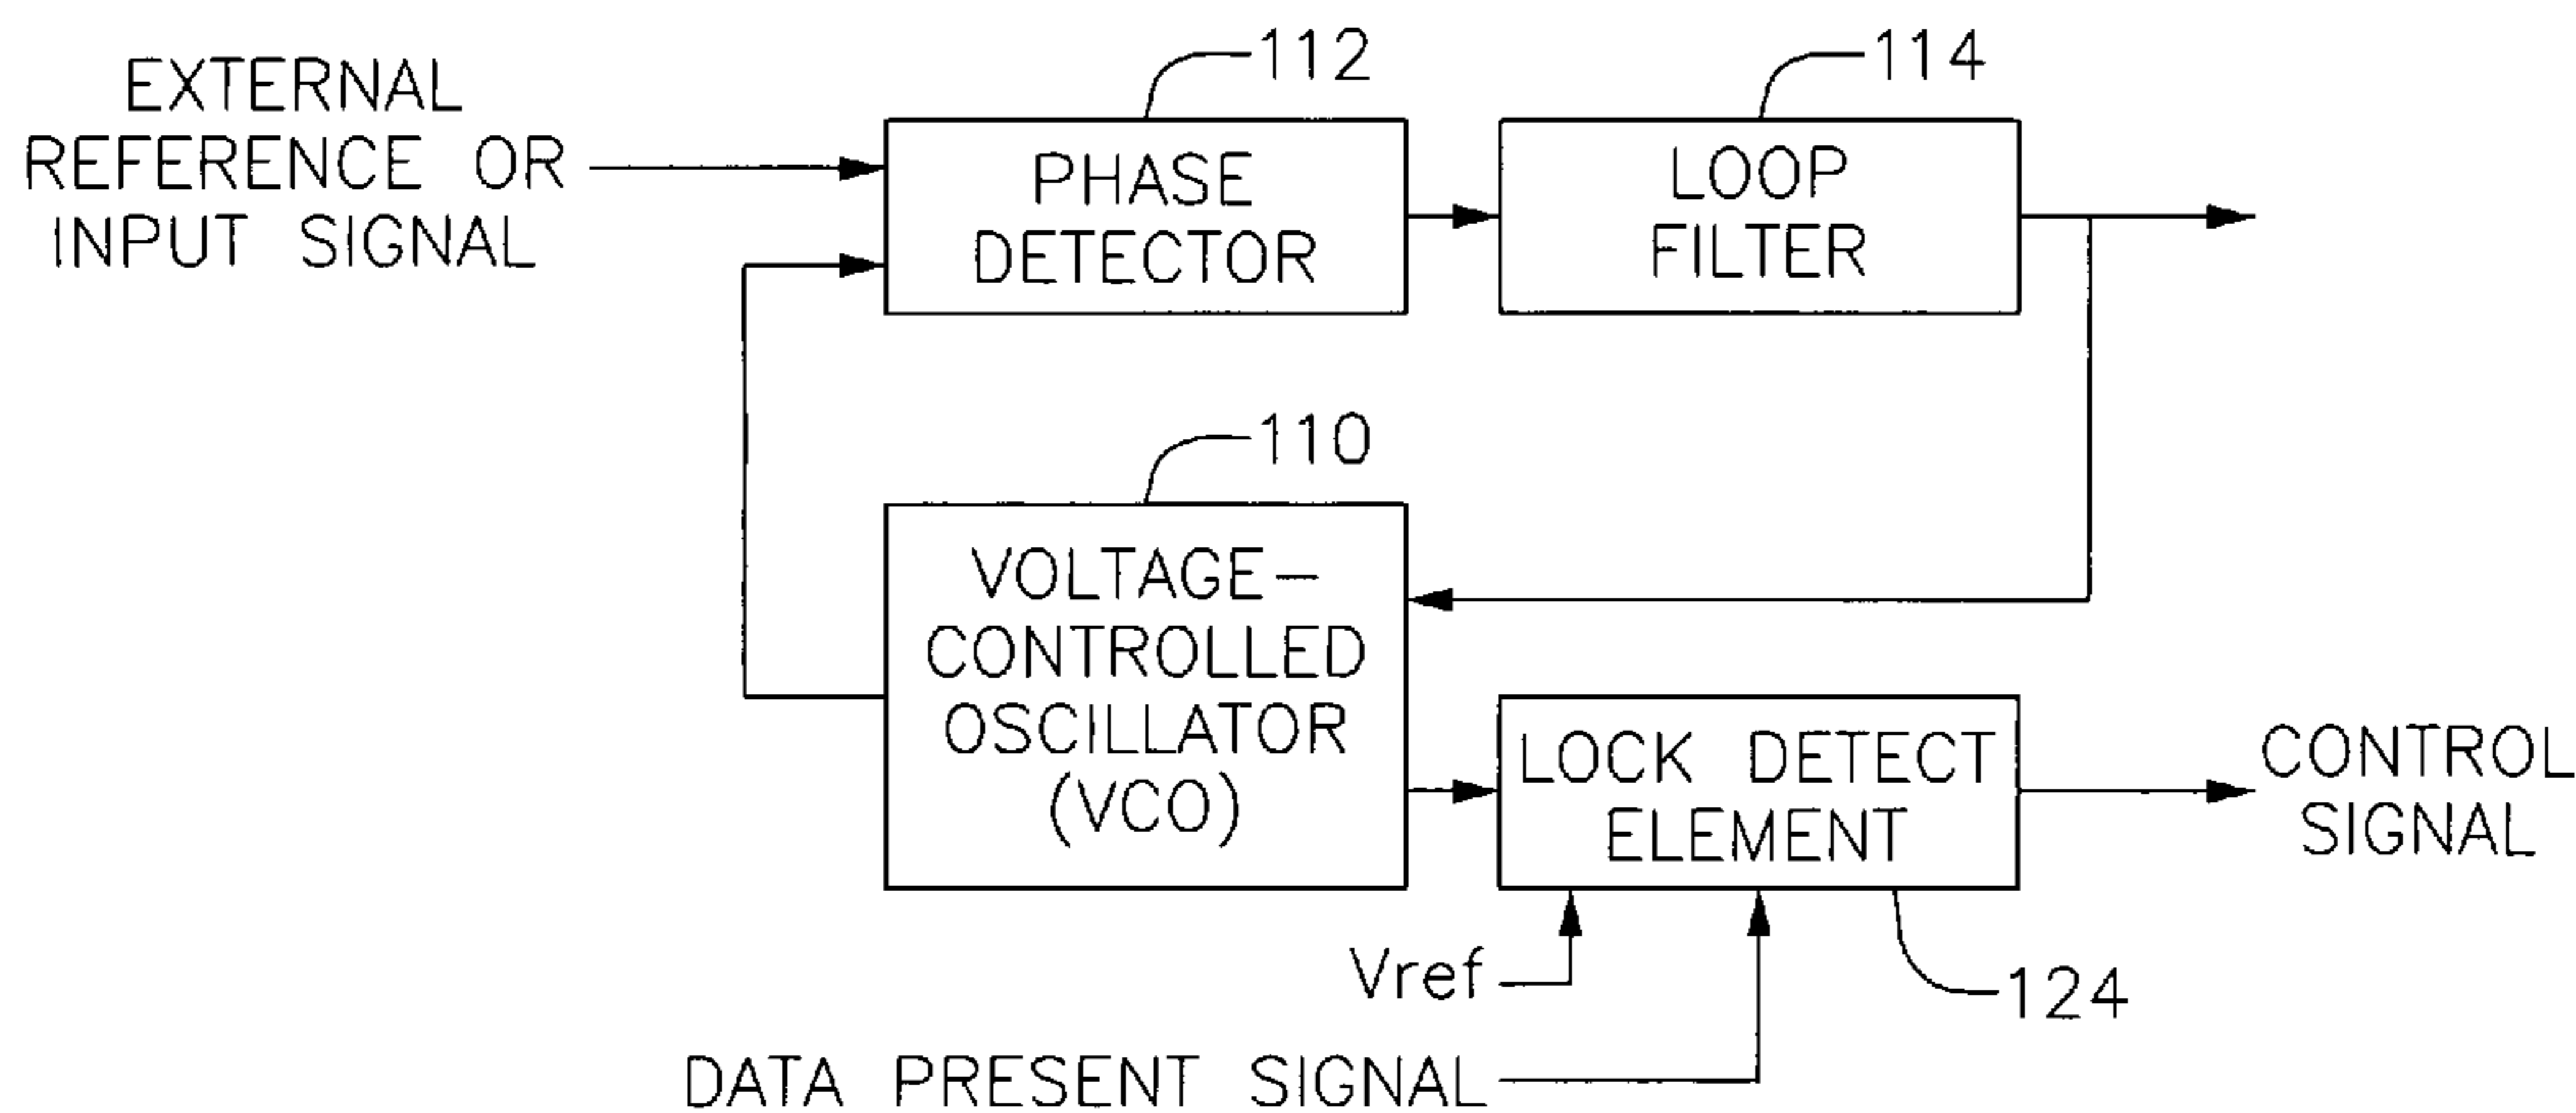 112
114
EXTERNAL
REFERENCE OR
INPUT SIGNAL
PHASE
DETECTOR
LOOP
FILTER
110
VOLTAGE-
CONTROLLED
OSCILLATOR
(VCO)
LOCK DETECT
ELEMENT
CONTROL
SIGNAL
Vref
124
DATA PRESENT SIGNAL